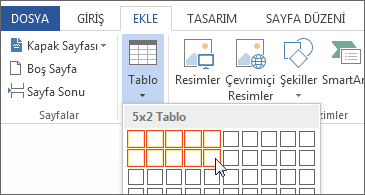 DOSYA GİRİŞ EKLE TASARIM SAYFA DÜZENİ
Kapak Sayfası
Boş Sayfa
Sayfa Sonu
Sayfalar
Tablo
Resimler
Çevrimiçi
Resimler
Şekiller
SmartAr
5x2 Tablo